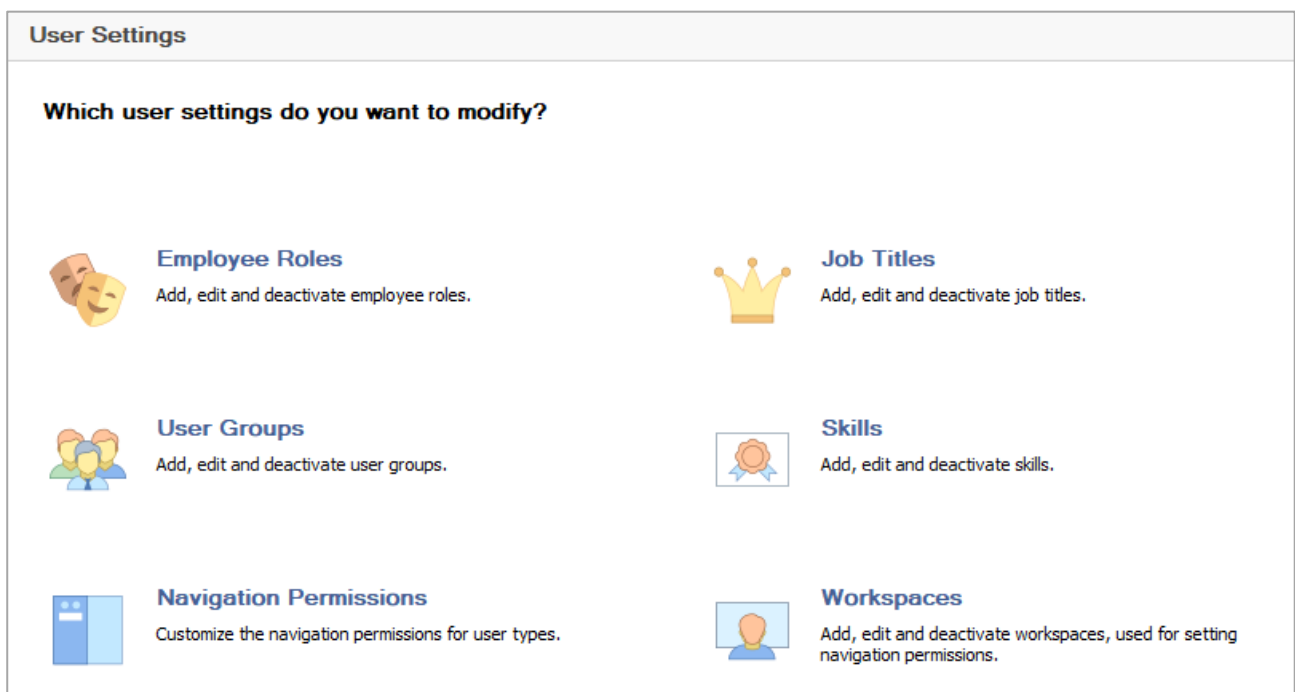 User Settings
Which user settings do you want to modify?
Employee Roles
Add, edit and deactivate employee roles.
Job Titles
Add, edit and deactivate job titles.
User Groups
Add, edit and deactivate user groups.
Skills
Add, edit and deactivate skills.
Navigation Permissions
Customize the navigation permissions for user types.
Workspaces
Add, edit and deactivate workspaces, used for setting
navigation permissions.